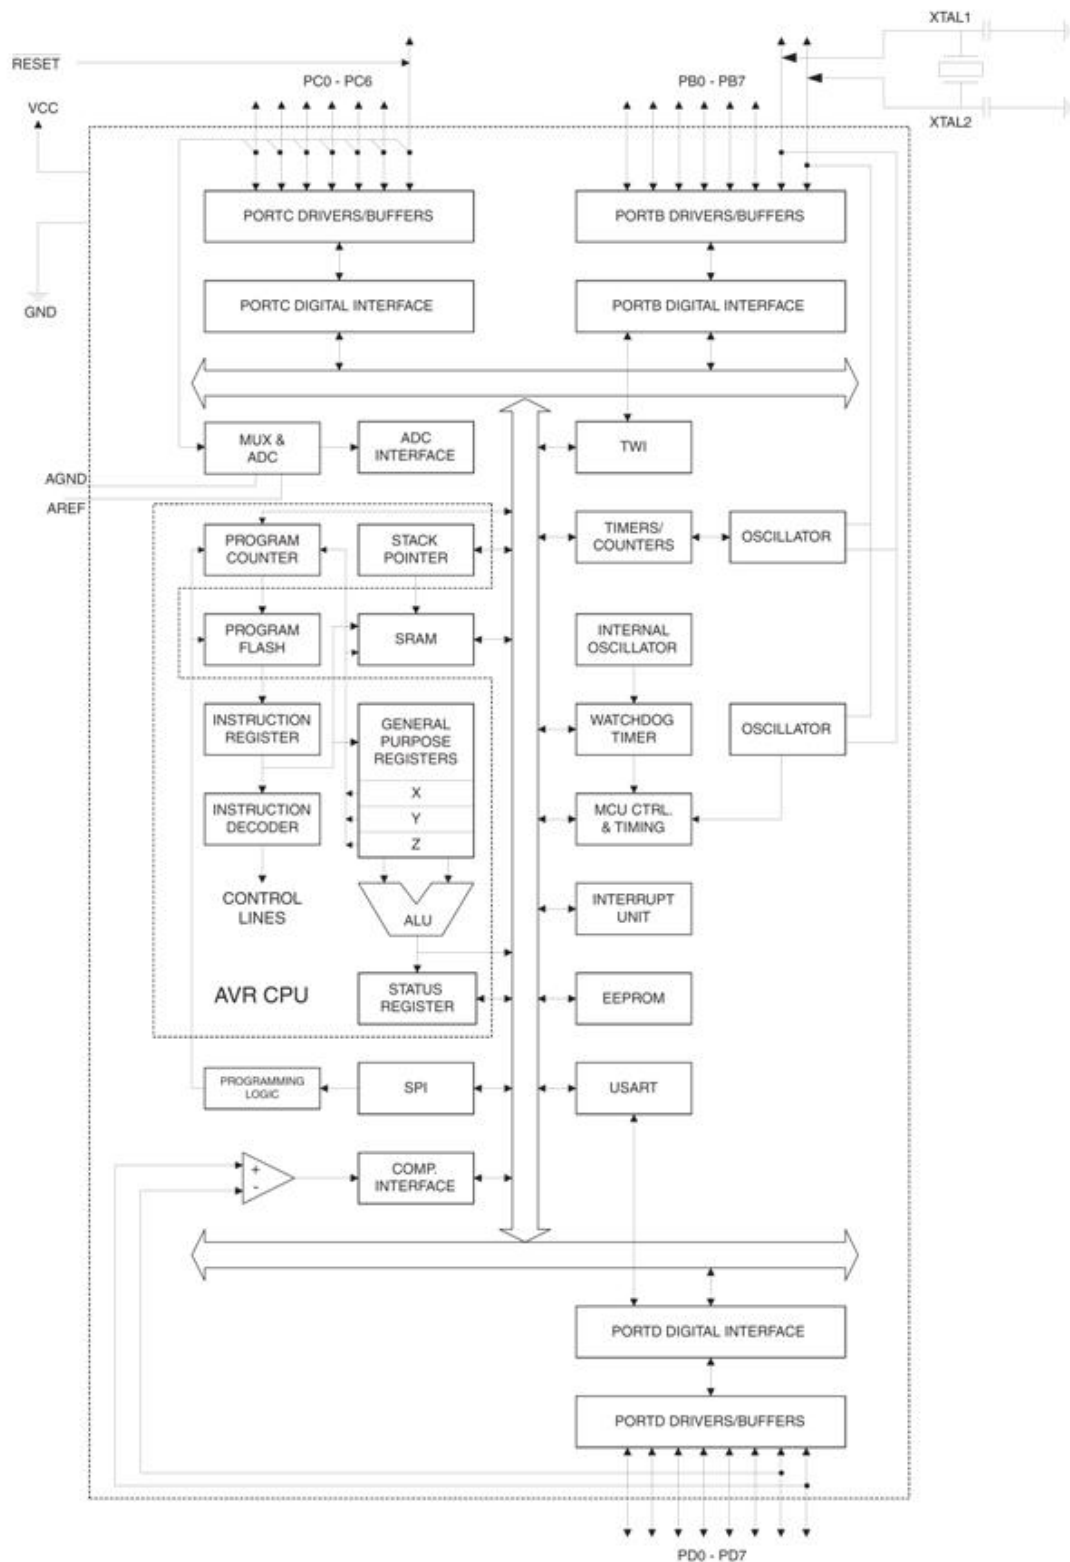 XTAL1
RESET
PC0 - PC6
PB0 - PB7
VCC
XTAL2
PORTC DRIVERS/BUFFERS
PORTB DRIVERS/BUFFERS
PORTC DIGITAL INTERFACE
PORTB DIGITAL INTERFACE
GND
MUX &
ADC
ADC
INTERFACE
TWI
AGND
AREF
PROGRAM
COUNTER
STACK
POINTER
TIMERS/
COUNTERS
OSCILLATOR
PROGRAM
FLASH
SRAM
INTERNAL
OSCILLATOR
INSTRUCTION
REGISTER
GENERAL
PURPOSE
REGISTERS
WATCHDOG
TIMER
OSCILLATOR
X
Y
Z
INSTRUCTION
DECODER
MCU CTRL.
& TIMING
CONTROL
LINES
ALU
INTERRUPT
UNIT
AVR CPU
STATUS
REGISTER
EEPROM
PROGRAMMING
LOGIC
SPI
USART
+
-
COMP.
INTERFACE
PORTD DIGITAL INTERFACE
PORTD DRIVERS/BUFFERS
PD0 - PD7